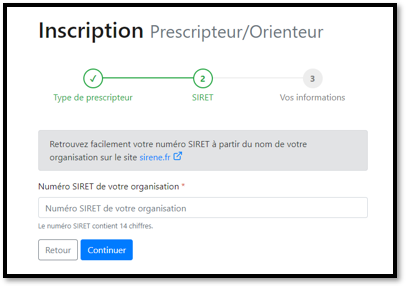 Inscription Prescripteur/Orienteur
✓ 2 3
Type de prescripteur SIRET Vos informations
Retrouvez facilement votre numéro SIRET à partir du nom de votre
organisation sur le site sirene.fr
Numéro SIRET de votre organisation *
Numéro SIRET de votre organisation
Le numéro SIRET contient 14 chiffres.
Retour Continuer